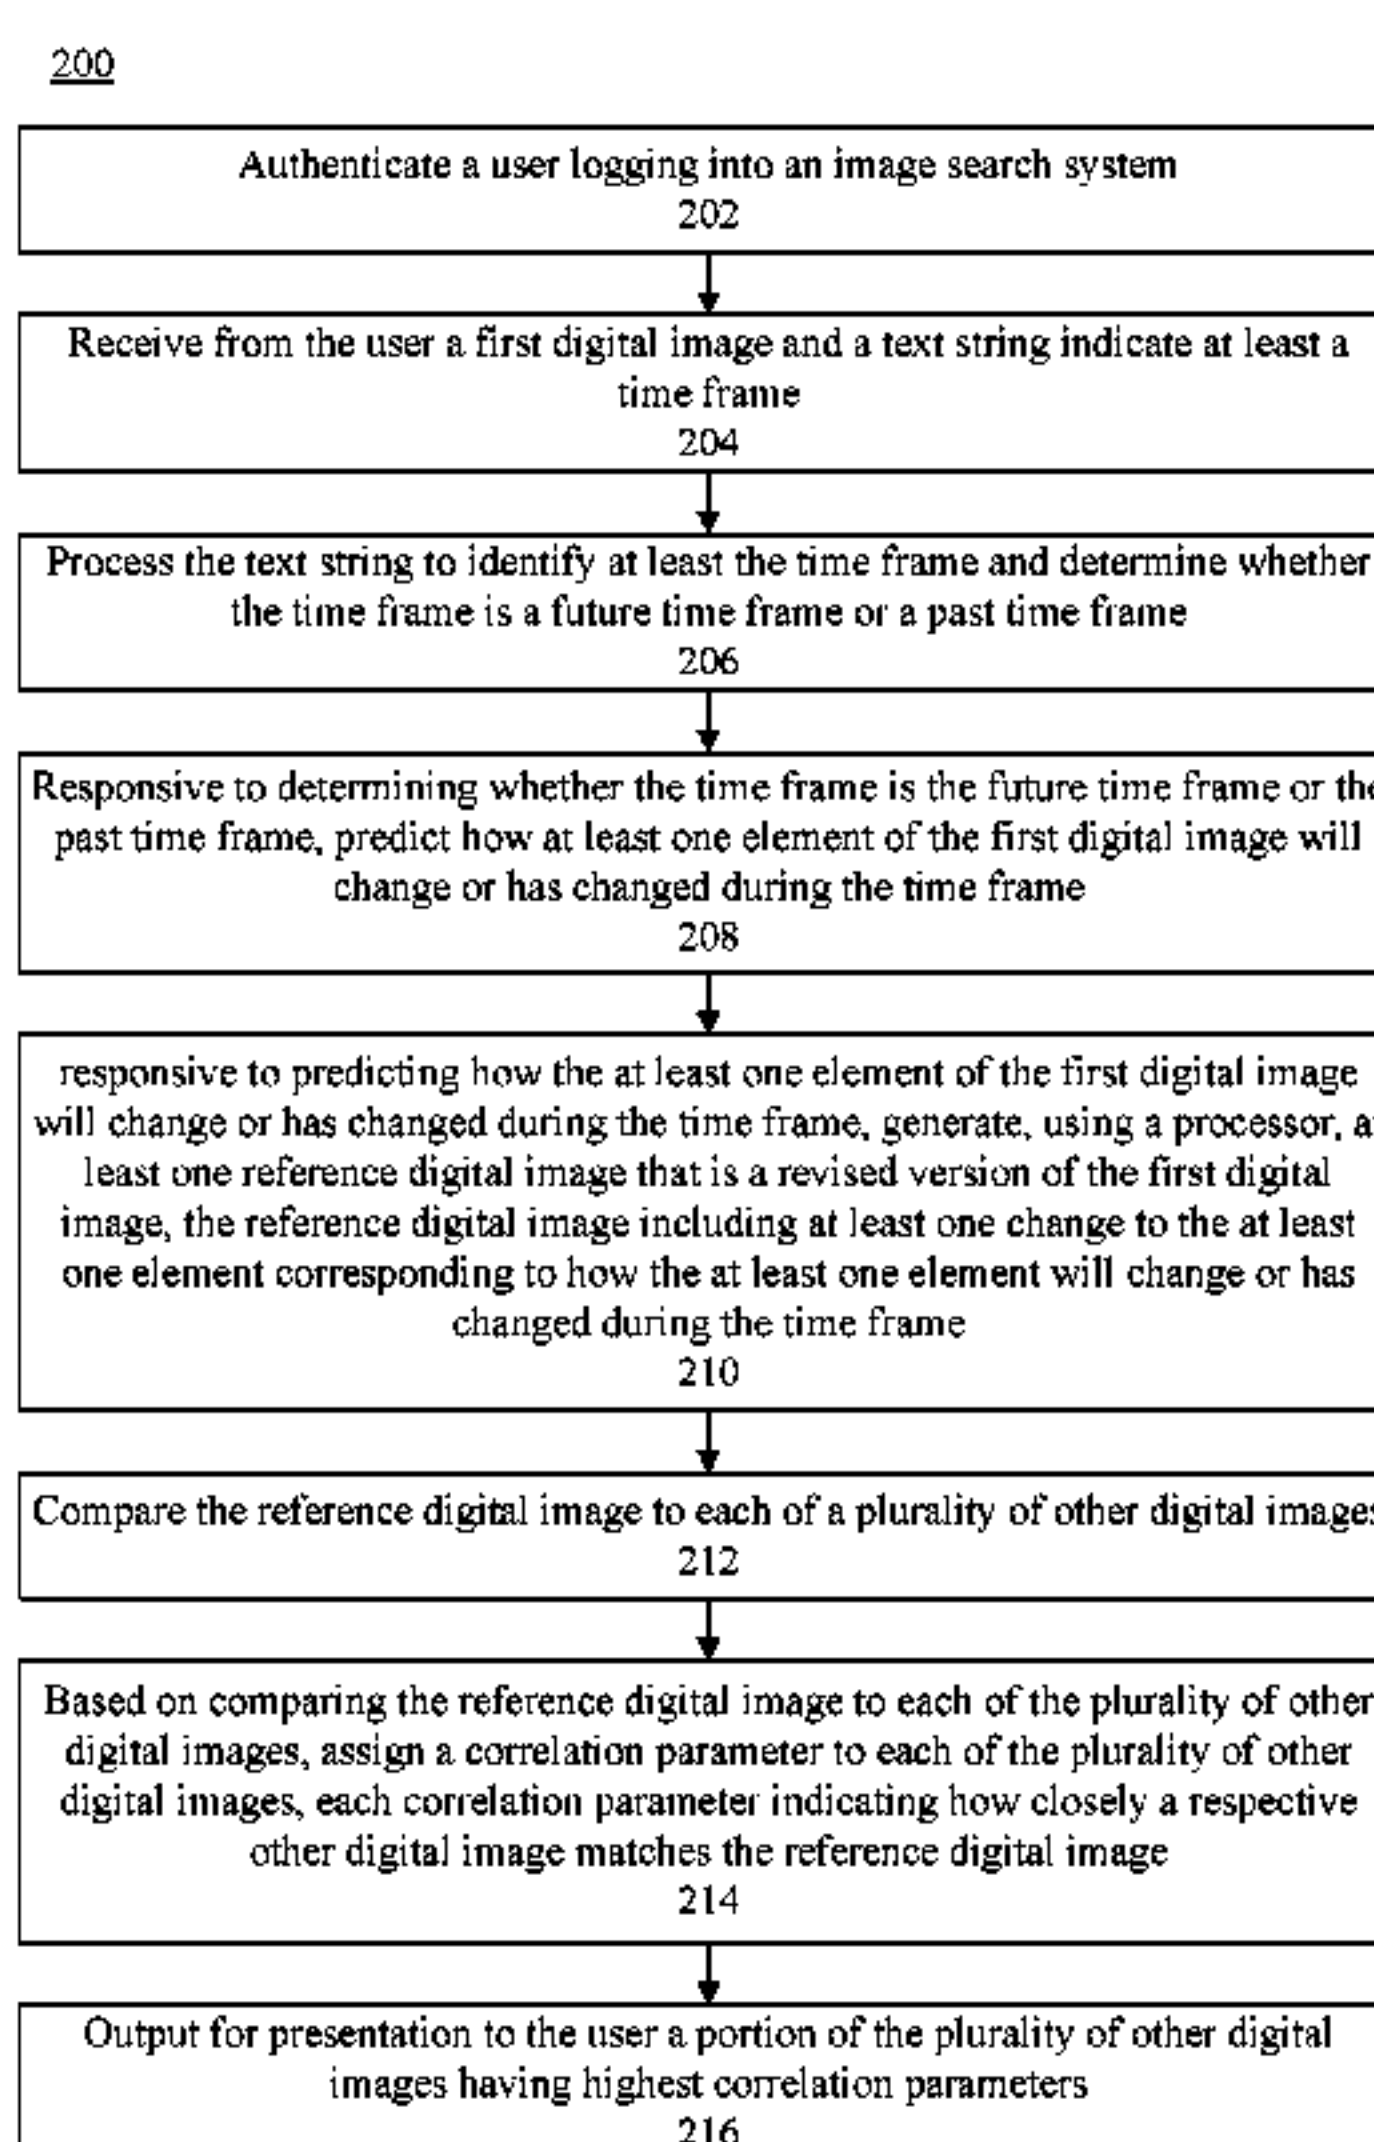 200
Authenticate a user logging into an image search system
202
Receive from the user a first digital image and a text string indicate at least a
time frame
204
Process the text string to identify at least the time frame and determine whether
the time frame is a future time frame or a past time frame
206
Responsive to determining whether the time frame is the future time frame or the
past time frame, predict how at least one element of the first digital image will
change or has changed during the time frame
208
responsive to predicting how the at least one element of the first digital image
will change or has changed during the time frame, generate, using a processor, a
least one reference digital image that is a revised version of the first digital
image, the reference digital image including at least one change to the at least
one element corresponding to how the at least one element will change or has
changed during the time frame
210
Compare the reference digital image to each of a plurality of other digital images
212
Based on comparing the reference digital image to each of the plurality of other
digital images, assign a correlation parameter to each of the plurality of other
digital images, each correlation parameter indicating how closely a respective
other digital image matches the reference digital image
214
Output for presentation to the user a portion of the plurality of other digital
images having highest correlation parameters
216